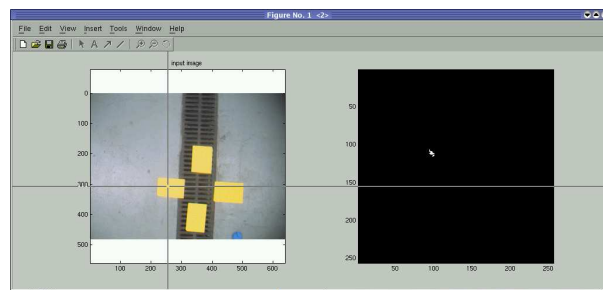 Figure No. 1 <2>
File Edit View Insert Tools Window Help
input image
0
100
200
300
400
500
100 200 300 400 500 600
50
100
150
200
250
50 100 150 200 250